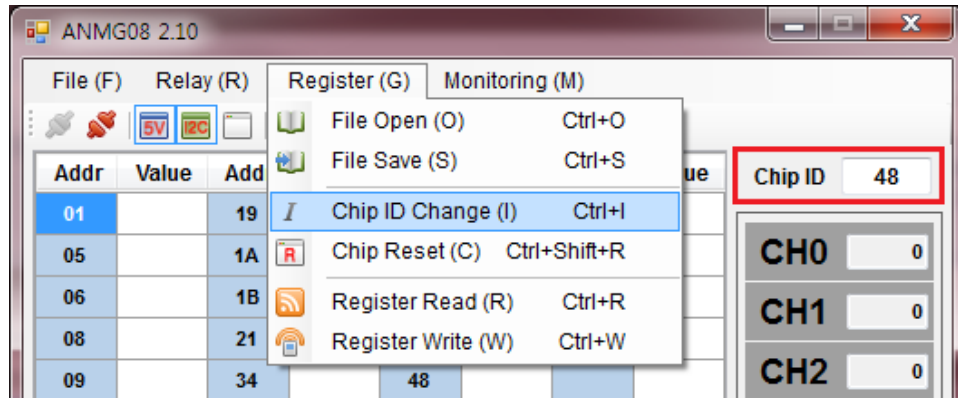 ANMG08 2.10
File (F) Relay (R) Register (G) Monitoring (M)
5V I2C
File Open (O) Ctrl+O
File Save (S) Ctrl+S
Chip ID Change (I) Ctrl+I
Chip Reset (C) Ctrl+Shift+R
Register Read (R) Ctrl+R
Register Write (W) Ctrl+W
Addr Value Add ue
01 19
05 1A
06 1B
08 21
09 34 48
Chip ID 48
CH0 0
CH1 0
CH2 0